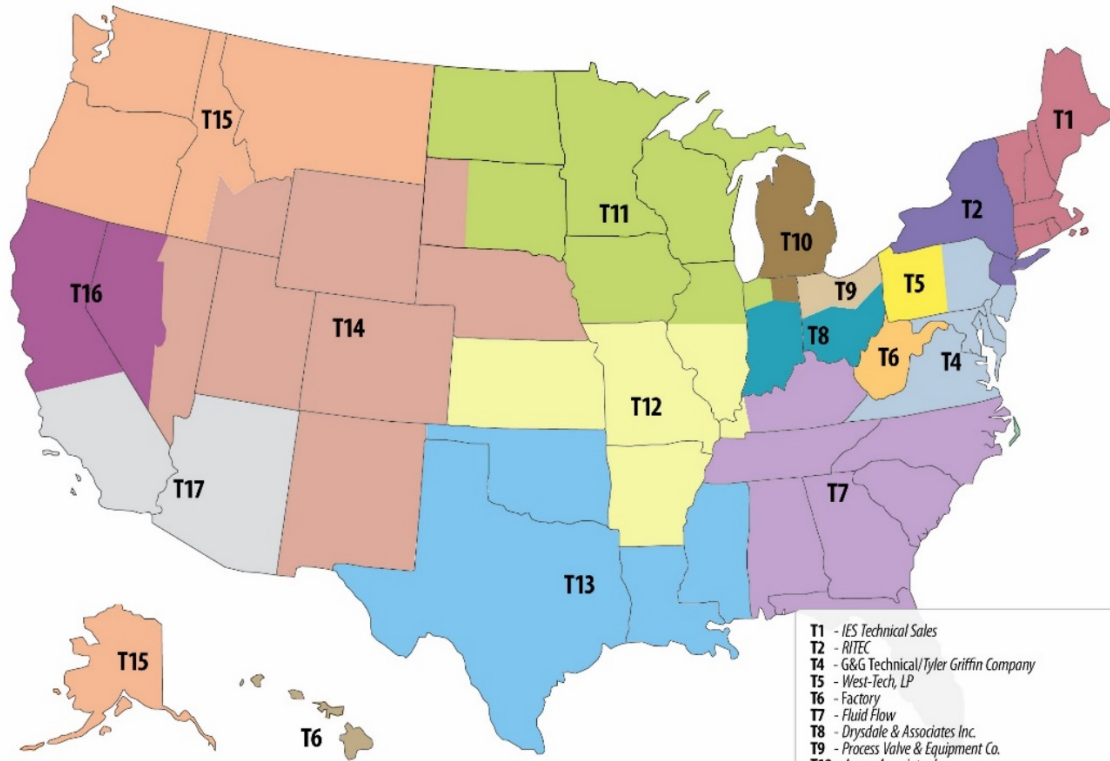 T15
T1
T2
T11
T10
T5
T9
T16
T14
T8
T6
T4
T12
T17
T7
T13
T15
T6
T1 - IES Technical Sales
T2 - RITEC
T4 - G&G Technical/Tyler Griffin Company
T5 - West-Tech, LP
T6 - Factory
T7 - Fluid Flow
T8 - Drysdale & Associates Inc.
T9 - Process Valve & Equipment Co.